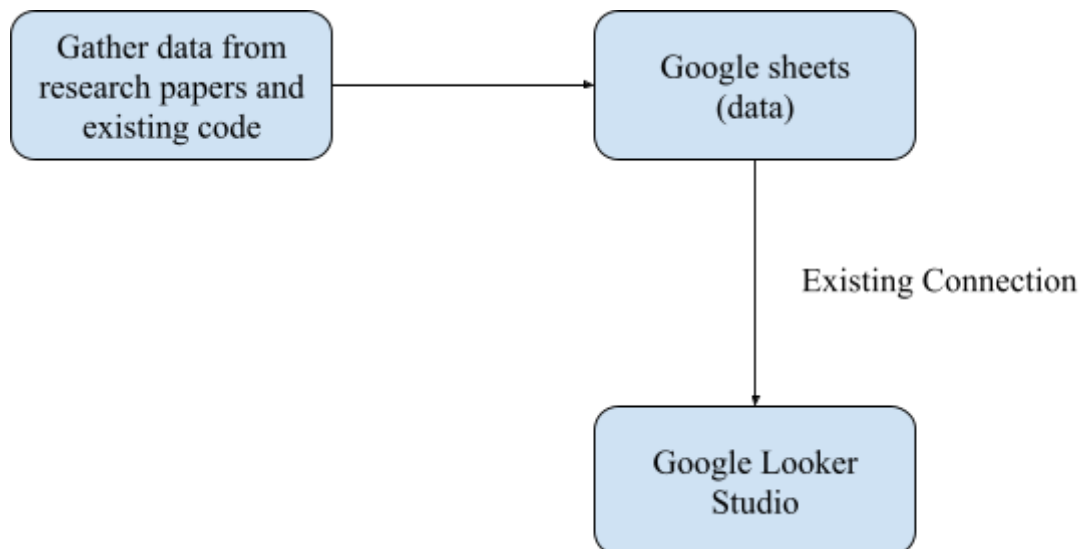 Gather data from
research papers and
existing code
Google sheets
(data)
Existing Connection
Google Looker
Studio